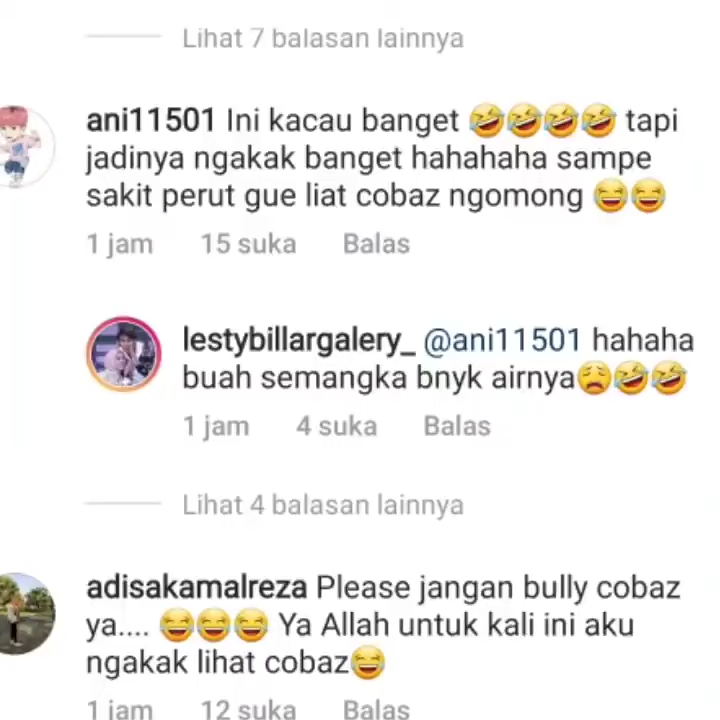 Lihat 7 balasan lainnya
ani11501 Ini kacau banget 🤣🤣🤣🤣 tapi
jadinya ngakak banget hahahaha sampe
sakit perut gue liat cobaz ngomong 😂😂
1 jam 15 suka Balas
lestybillargalery_ @ani11501 hahaha
buah semangka bnyk airnya😩🤣🤣
1 jam 4 suka Balas
Lihat 4 balasan lainnya
adisakamalreza Please jangan bully cobaz
ya.... 😂😂😂 Ya Allah untuk kali ini aku
ngakak lihat cobaz😂
1 jam 12 suka Balas